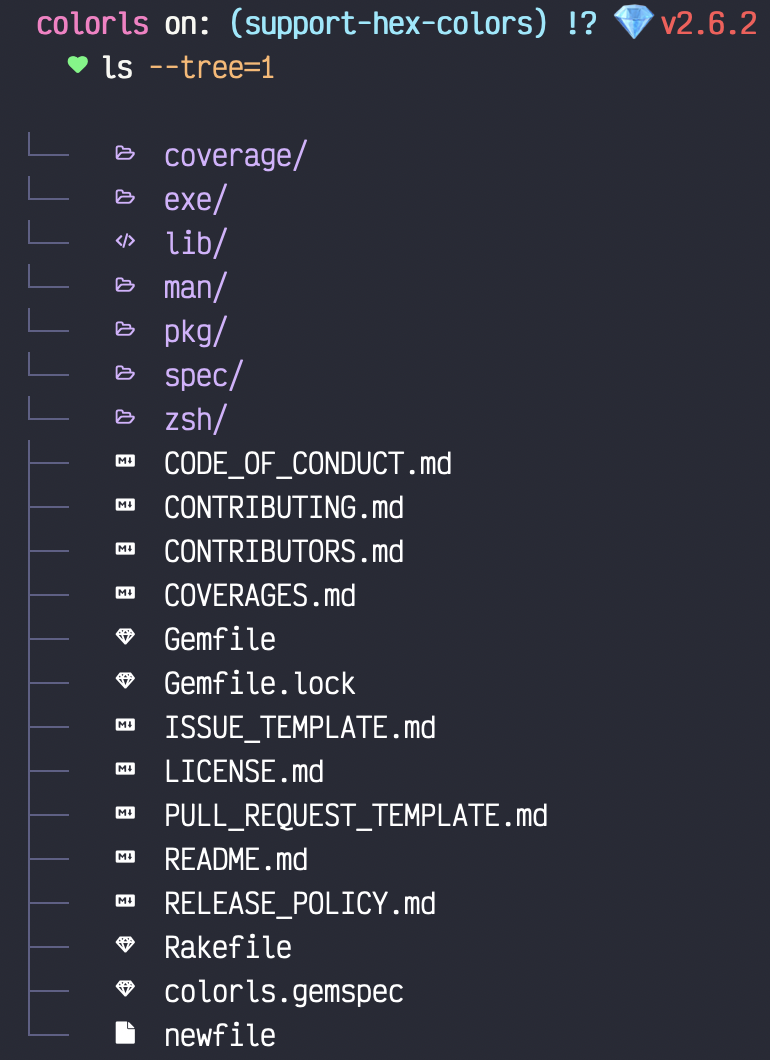 colorls on: (support-hex-colors) !? 💎 v2.6.2
ls --tree=1
coverage/
exe/
lib/
man/
pkg/
spec/
zsh/
CODE_OF_CONDUCT.md
CONTRIBUTING.md
CONTRIBUTORS.md
COVERAGES.md
Gemfile
Gemfile.lock
ISSUE_TEMPLATE.md
LICENSE.md
PULL_REQUEST_TEMPLATE.md
README.md
RELEASE_POLICY.md
Rakefile
colorls.gemspec
newfile